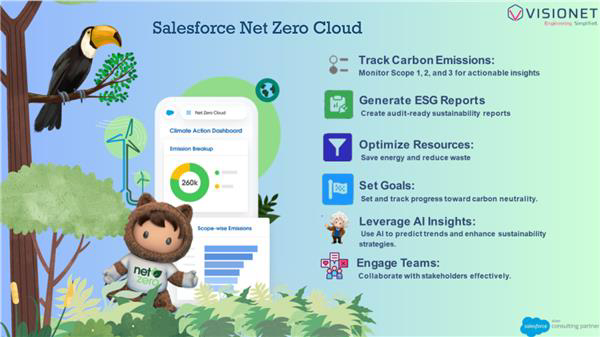 Salesforce Net Zero Cloud
VISIONET
Engineering Simplified.
Net Zero Cloud
Climate Action Dashboard
Emission Breakup
260k
Scope-wise Emissions
net
zero
Track Carbon Emissions:
Monitor Scope 1, 2, and 3 for actionable insights
Generate ESG Reports
Create audit-ready sustainability reports
Optimize Resources:
Save energy and reduce waste
Set Goals:
Set and track progress toward carbon neutrality.
Leverage AI Insights:
Use AI to predict trends and enhance sustainability
strategies.
Engage Teams:
Collaborate with stakeholders effectively.
salesforce
consulting partner